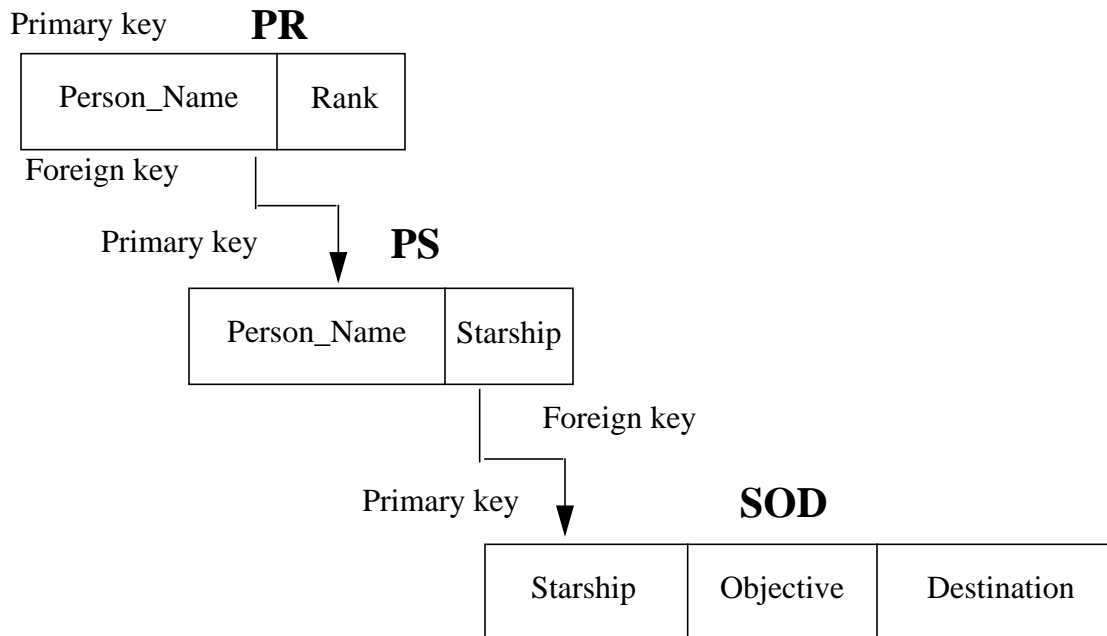 Primary key PR
Person_Name Rank
Foreign key
Primary key PS
Person_Name Starship
Foreign key
Primary key SOD
Starship Objective Destination